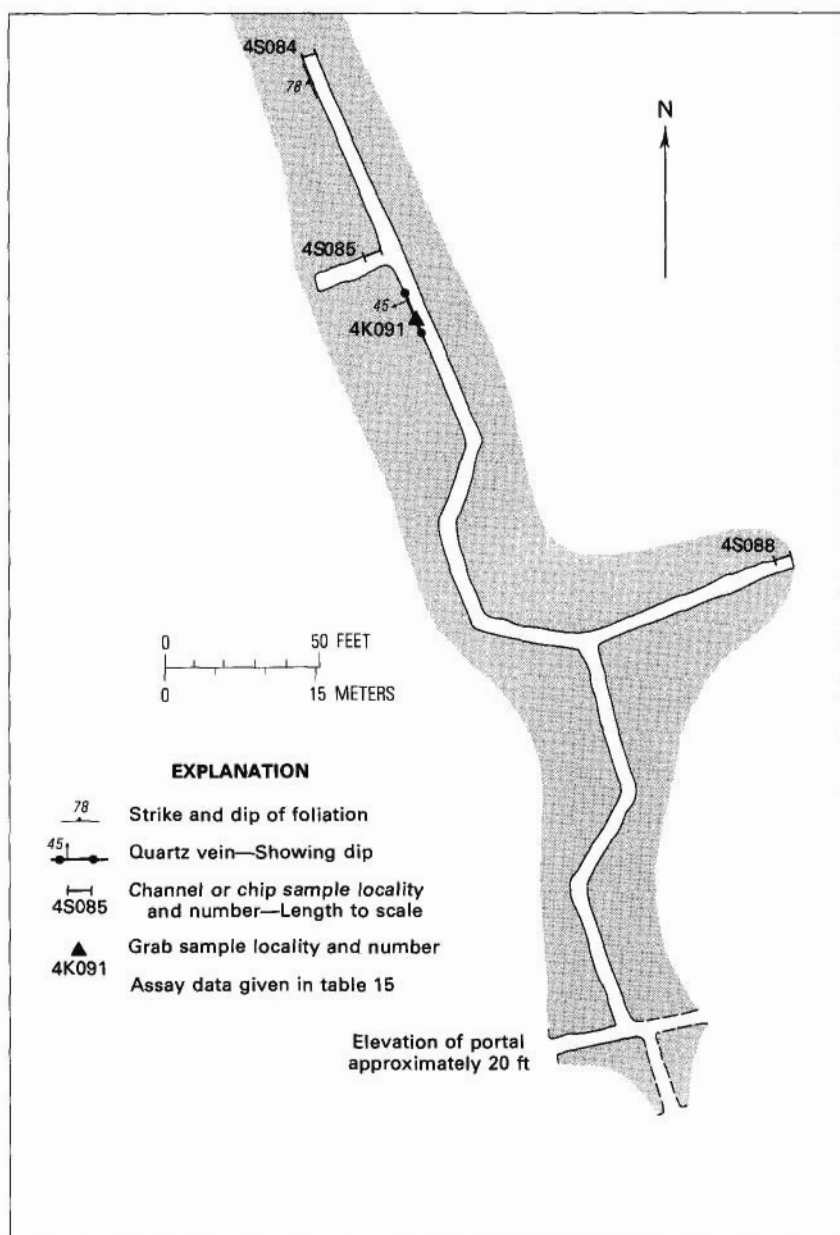 4S084
78
N
4S085
45
4K091
4S088
0 50 FEET
0 15 METERS
EXPLANATION
78 Strike and dip of foliation
45 Quartz vein—Showing dip
4S085 Channel or chip sample locality
and number—Length to scale
4K091 Grab sample locality and number
Assay data given in table 15
Elevation of portal
approximately 20 ft